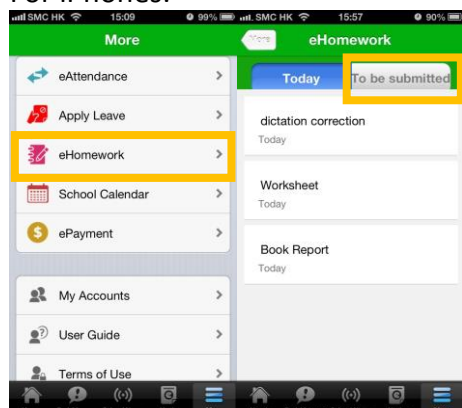 SMC HK 15:09 99%
More
eAttendance
Apply Leave
eHomework
School Calendar
ePayment
My Accounts
User Guide
Terms of Use
SMC HK 15:57 90%
More eHomework
Today To be submitted
dictation correction
Today
Worksheet
Today
Book Report
Today